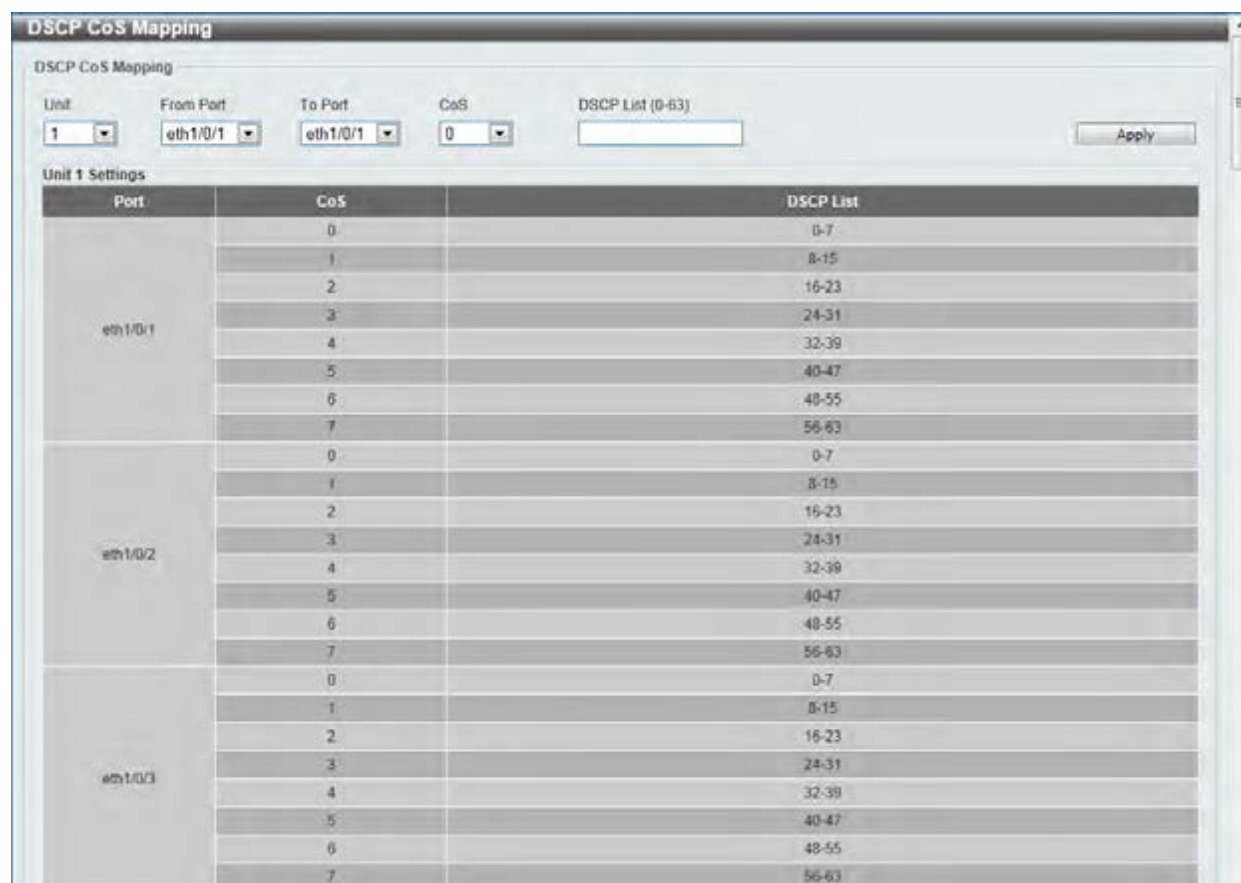 DSCP CoS Mapping
DSCP CoS Mapping
Unit From Port To Port CoS DSCP List (0-63)
1 eth1/0/1 eth1/0/1 0 Apply
Unit 1 Settings
Port CoS DSCP List
0 0-7
1 8-15
2 16-23
3 24-31
eth1/0/1
4 32-39
5 40-47
6 48-55
7 56-63
0 0-7
1 8-15
2 16-23
3 24-31
eth1/0/2
4 32-39
5 40-47
6 48-55
7 56-63
0 0-7
1 8-15
2 16-23
3 24-31
eth1/0/3
4 32-39
5 40-47
6 48-55
7 56-63